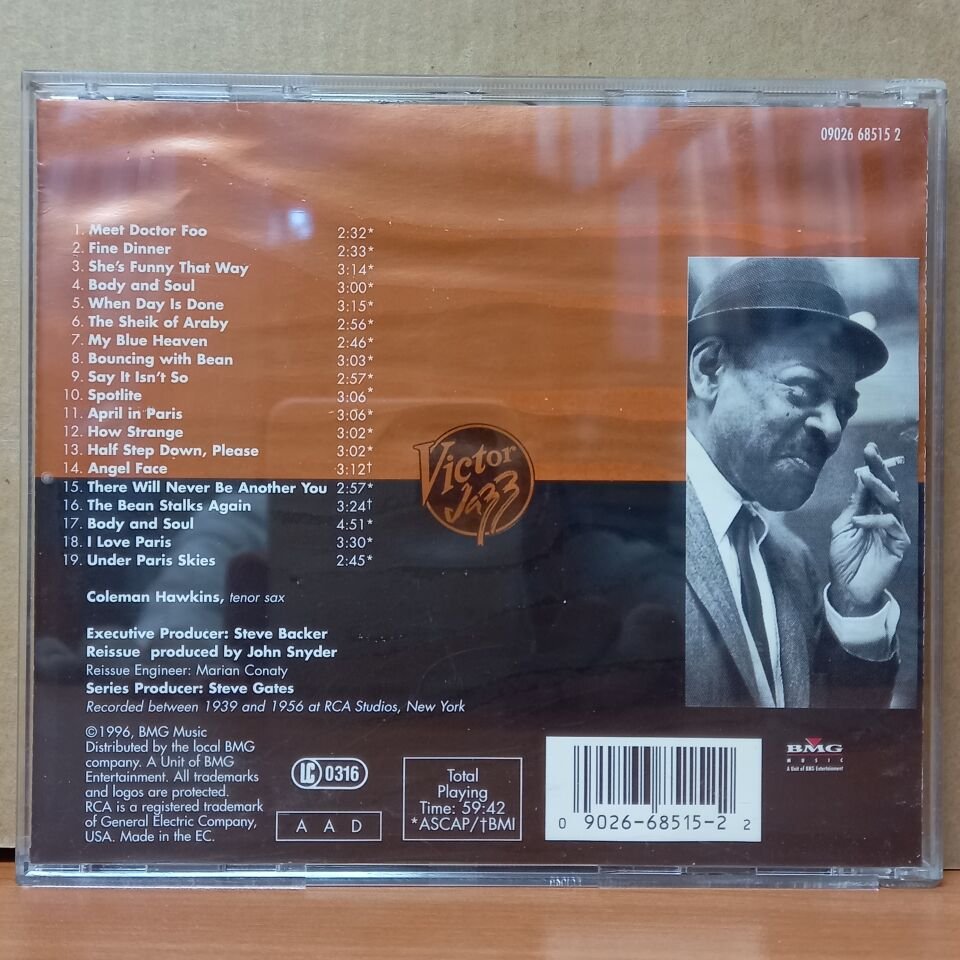 09026 68515 2
1. Meet Doctor Foo 2:32*
2. Fine Dinner 2:33*
3. She's Funny That Way 3:14*
4. Body and Soul 3:00*
5. When Day Is Done 3:15*
6. The Sheik of Araby 2:56*
7. My Blue Heaven 2:46*
8. Bouncing with Bean 3:03*
9. Say It Isn't So 2:57*
10. Spotlite 3:06*
11. April in Paris 3:06*
12. How Strange 3:02*
13. Half Step Down, Please 3:02*
14. Angel Face 3:12†
15. There Will Never Be Another You 2:57*
16. The Bean Stalks Again 3:24†
17. Body and Soul 4:51*
18. I Love Paris 3:30*
19. Under Paris Skies 2:45*
Victor
Jazz
Coleman Hawkins, tenor sax
Executive Producer: Steve Backer
Reissue produced by John Snyder
Reissue Engineer: Marian Conaty
Series Producer: Steve Gates
Recorded between 1939 and 1956 at RCA Studios, New York
©1996, BMG Music
Distributed by the local BMG
company. A Unit of BMG
Entertainment. All trademarks
and logos are protected.
RCA is a registered trademark
of General Electric Company,
USA. Made in the EC.
LC 0316
A A D
Total
Playing
Time: 59:42
*ASCAP/†BMI
0 9026-68515-2 2
BMG
MUSIC
A Unit of BMG Entertainment